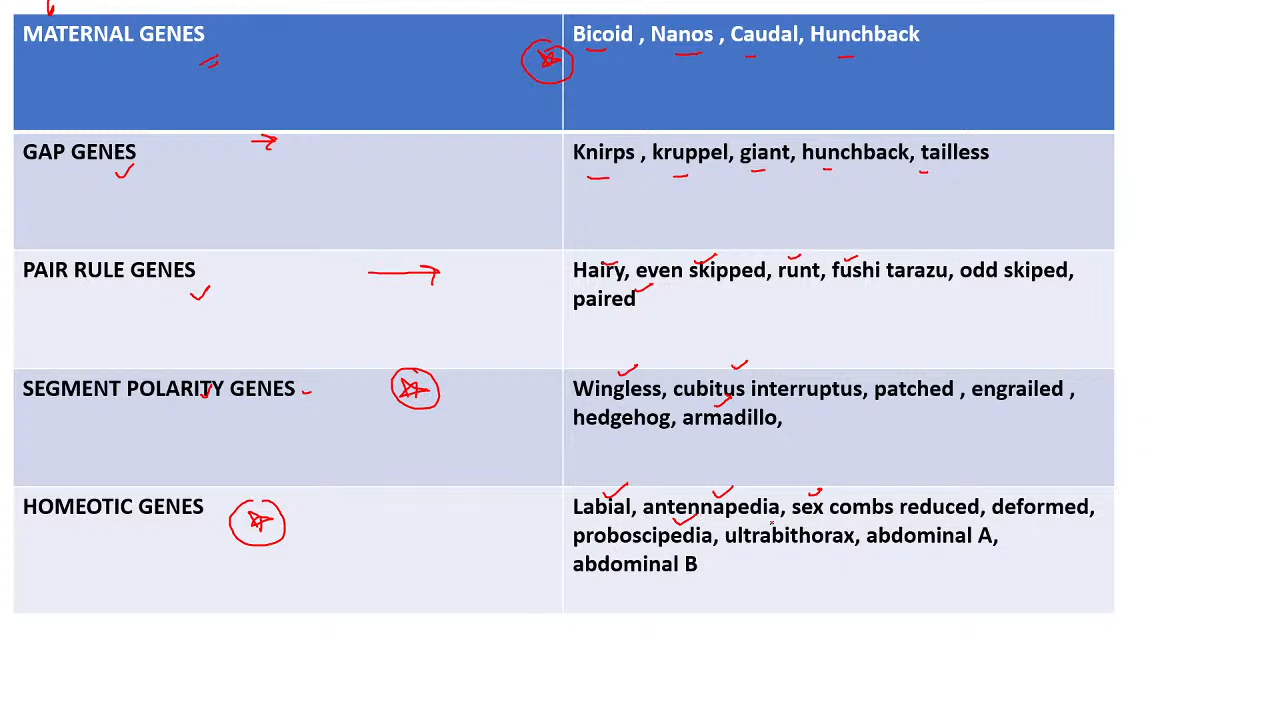 MATERNAL GENES
Bicoid , Nanos , Caudal, Hunchback
GAP GENES
Knirps , kruppel, giant, hunchback, tailless
PAIR RULE GENES
Hairy, even skipped, runt, fushi tarazu, odd skiped,
paired
SEGMENT POLARITY GENES
Wingless, cubitus interruptus, patched , engrailed ,
hedgehog, armadillo,
HOMEOTIC GENES
Labial, antennapedia, sex combs reduced, deformed,
proboscipedia, ultrabithorax, abdominal A,
abdominal B